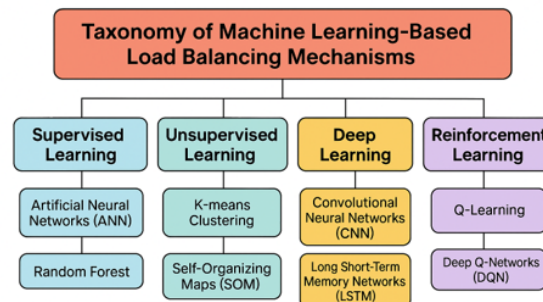 Taxonomy of Machine Learning-Based
Load Balancing Mechanisms
Supervised
Learning
Unsupervised
Learning
Deep
Learning
Reinforcement
Learning
Artificial Neural
Networks (ANN)
K-means
Clustering
Convolutional
Neural Networks
(CNN)
Q-Learning
Random Forest
Self-Organizing
Maps (SOM)
Long Short-Term
Memory Networks
(LSTM)
Deep Q-Networks
(DQN)